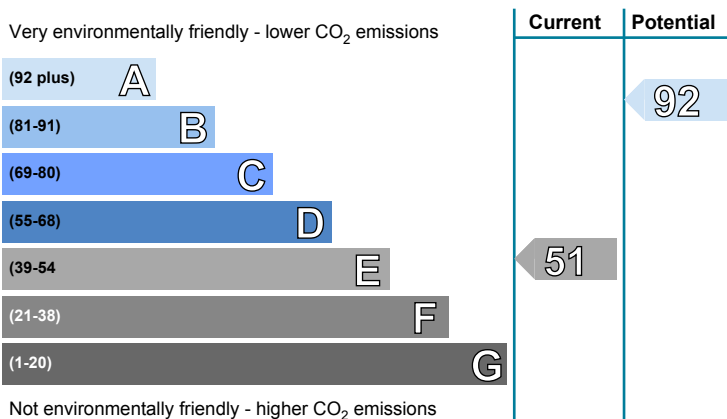 Very environmentally friendly - lower CO2 emissions
Current
Potential
(92 plus) A
92
(81-91) B
(69-80) C
(55-68) D
(39-54 E
51
(21-38) F
(1-20) G
Not environmentally friendly - higher CO2 emissions